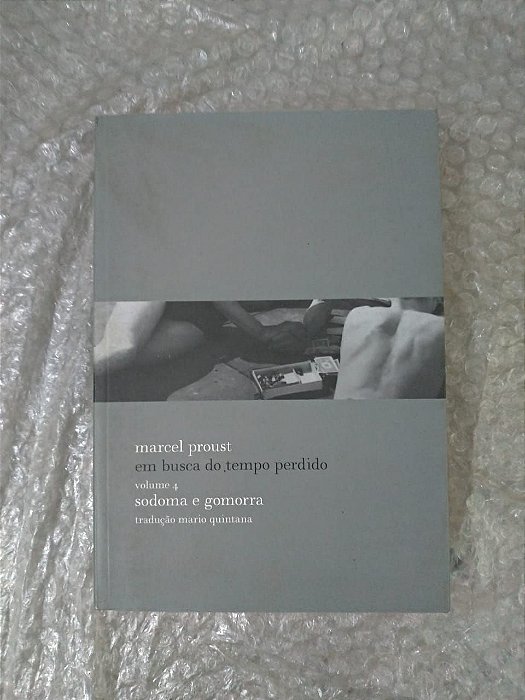 marcel proust
em busca do tempo perdido
volume 4
sodoma e gomorra
tradução mario quintana